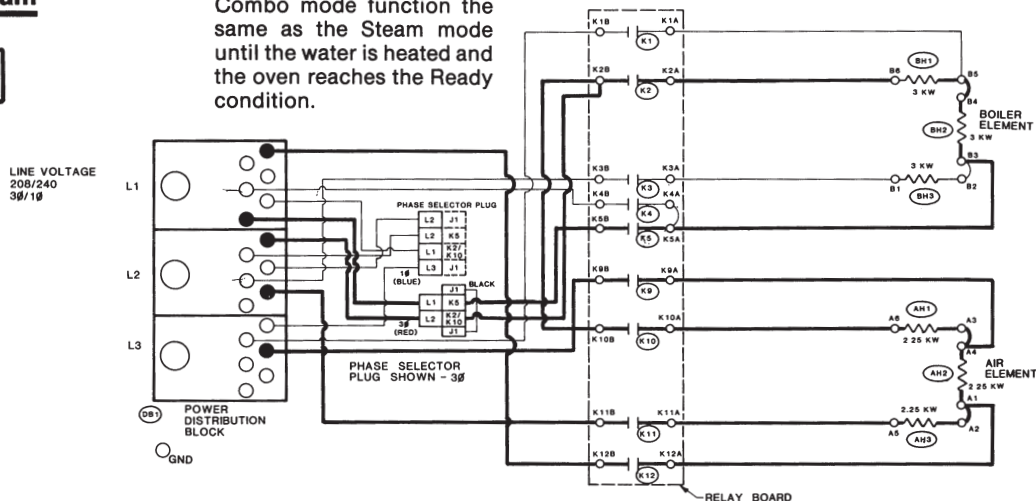 Combo mode function the
same as the Steam mode
until the water is heated and
the oven reaches the Ready
condition.
LINE VOLTAGE
208/240
3Ø/1Ø
L1
L2
L3
DB1
POWER
DISTRIBUTION
BLOCK
GND
PHASE SELECTOR PLUG
L2 J1
L2 K5
L1 K2/K10
L3 J1
1Ø
(BLUE)
J1 BLACK
L1 K5
L2 K2/K10
J1
3Ø
(RED)
PHASE SELECTOR
PLUG SHOWN - 3Ø
K1B K1A
K1
K2B K2A
K2
K3B K3A
K3
K4B K4A
K4
K5B K5A
K5
K9B K9A
K9
K10B K10A
K10
K11B K11A
K11
K12B K12A
K12
RELAY BOARD
BH1
B6 B5
3 KW
B4
BH2
3 KW
BOILER
ELEMENT
B3
3 KW
B1 B2
BH3
AH1
A6 A3
2 25 KW
A4
AH2
2 25 KW
AIR
ELEMENT
A1
2.25 KW
A5 A2
AH3